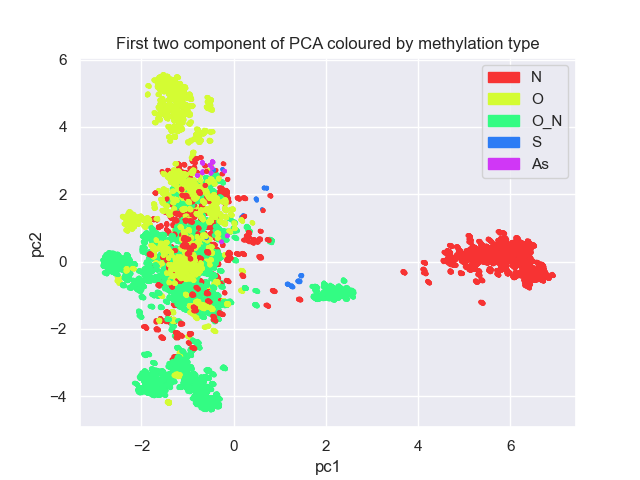 First two component of PCA coloured by methylation type
N
O
O_N
S
As
6
4
2
0
−2
−4
pc2
−2
0
2
4
6
pc1